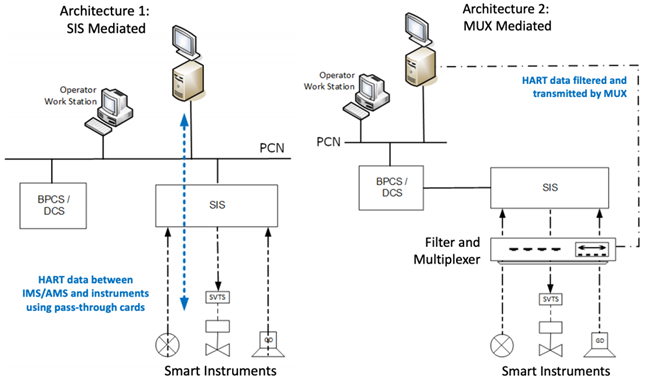 Architecture 1:
SIS Mediated
Operator
Work Station
PCN
BPCS /
DCS
SIS
HART data between
IMS/AMS and instruments
using pass-through cards
SVTS
GD
Smart Instruments
Architecture 2:
MUX Mediated
Operator
Work Station
HART data filtered and
transmitted by MUX
PCN
BPCS /
DCS
SIS
Filter and
Multiplexer
SVTS
GD
Smart Instruments